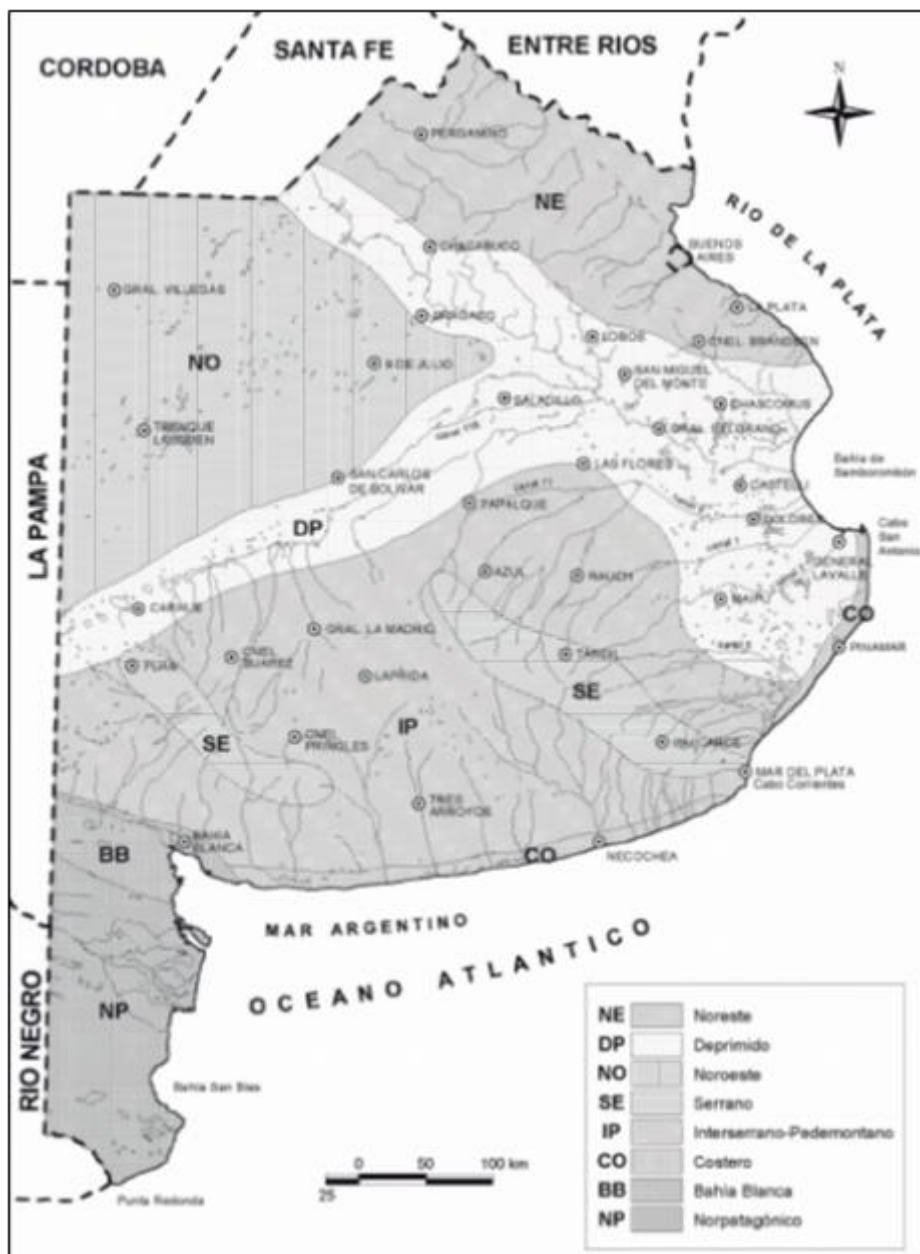 CORDOBA
SANTA FE
ENTRE RIOS
N
PERGAMINO
NE
RIO DE LA PLATA
BUENOS
AIRES
CHACABUCO
GRAL. VILLEGAS
LA PLATA
BRAGADO
LOBOS
CNEL. BRANDSEN
NO
9 DE JULIO
SAN MIGUEL
DEL MONTE
SALADILLO
CHASCOMUS
TRENQUE
LAUQUEN
GRAL. BELGRANO
LAS FLORES
Bahía de
Samborombón
SAN CARLOS
DE BOLIVAR
CASTELLI
LA PAMPA
TAPALQUE
DOLORES
DP
Cabo
San
Antonio
GENERAL
LAVALLE
AZUL
RAUCH
MAIPU
CARHUE
CO
GRAL. LA MADRID
PINAMAR
PUAN
CNEL.
SUAREZ
TANDIL
LAPRIDA
SE
SE
IP
CNEL.
PRINGLES
BALCARCE
MAR DEL PLATA
Cabo Corrientes
TRES
ARROYOS
BB
BAHIA
BLANCA
CO
NECOCHEA
MAR ARGENTINO
OCEANO ATLANTICO
NP
RIO NEGRO
Bahía San Blas
Punta Redonda
0 50 100 km
25
NE Noreste
DP Deprimido
NO Noroeste
SE Serrano
IP Interserrano-Pedemontano
CO Costero
BB Bahía Blanca
NP Norpatagónico